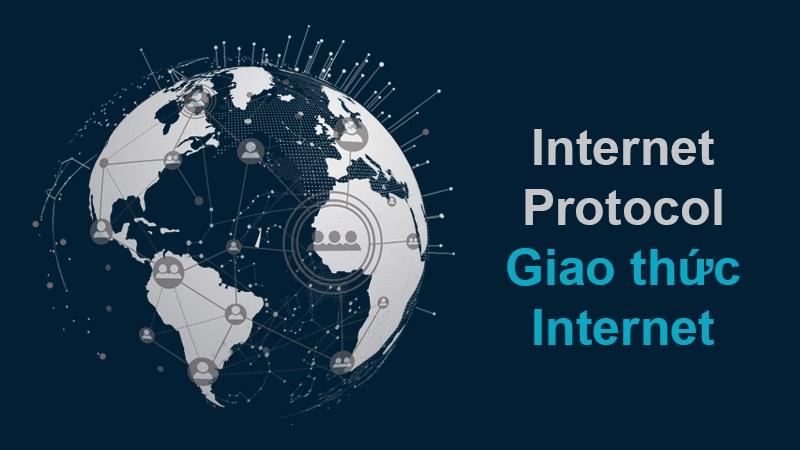 Internet
Protocol
Giao thức
Internet